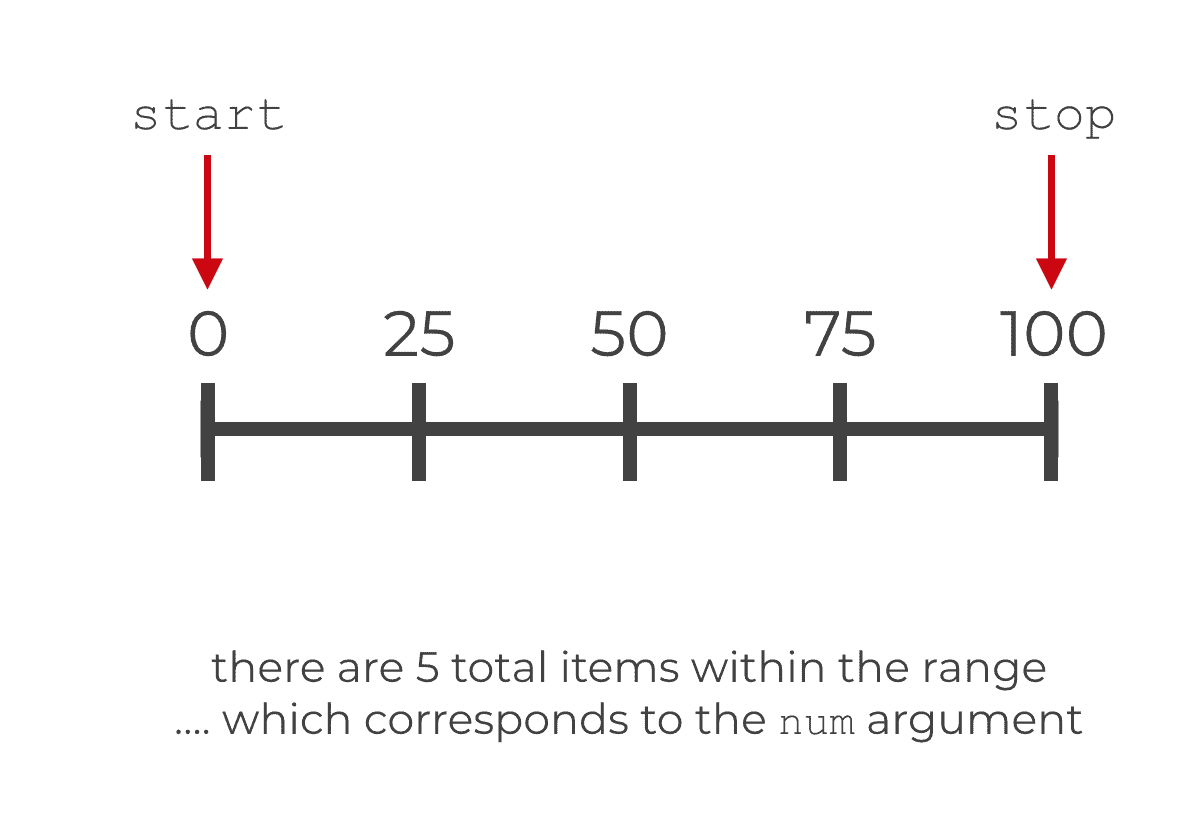 start stop
0 25 50 75 100
there are 5 total items within the range
.... which corresponds to the num argument